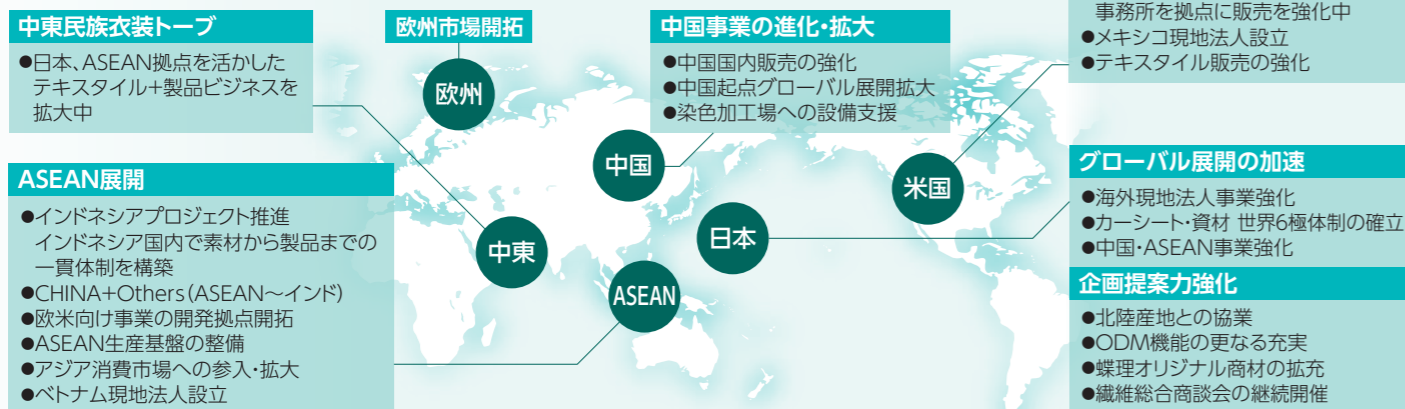 中東民族衣装トーブ
●日本、ASEAN拠点を活かした
テキスタイル+製品ビジネスを
拡大中
欧州市場開拓
中国事業の進化・拡大
●中国国内販売の強化
●中国起点グローバル展開拡大
●染色加工場への設備支援
事務所を拠点に販売を強化中
●メキシコ現地法人設立
●テキスタイル販売の強化
欧州
中国
米国
中東
日本
ASEAN
ASEAN展開
●インドネシアプロジェクト推進
インドネシア国内で素材から製品までの
一貫体制を構築
●CHINA+Others(ASEAN～インド)
●欧米向け事業の開発拠点開拓
●ASEAN生産基盤の整備
●アジア消費市場への参入・拡大
●ベトナム現地法人設立
グローバル展開の加速
●海外現地法人事業強化
●カーシート・資材 世界6極体制の確立
●中国・ASEAN事業強化
企画提案力強化
●北陸産地との協業
●ODM機能の更なる充実
●蝶理オリジナル商材の拡充
●繊維総合商談会の継続開催